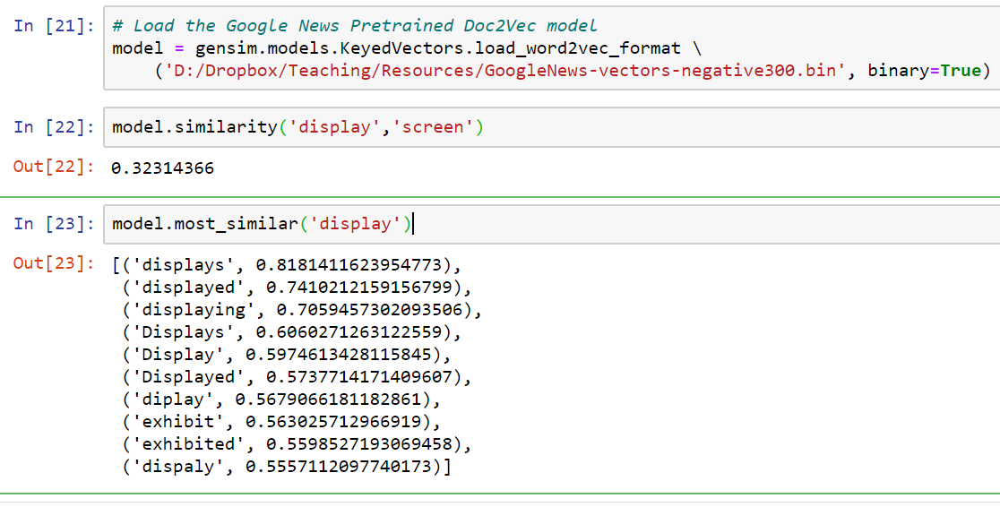 In [21]: # Load the Google News Pretrained Doc2Vec model
model = gensim.models.KeyedVectors.load_word2vec_format \
('D:/Dropbox/Teaching/Resources/GoogleNews-vectors-negative300.bin', binary=True)
In [22]: model.similarity('display','screen')
Out[22]: 0.32314366
In [23]: model.most_similar('display')
Out[23]: [('displays', 0.8181411623954773),
('displayed', 0.7410212159156799),
('displaying', 0.7059457302093506),
('Displays', 0.6060271263122559),
('Display', 0.5974613428115845),
('Displayed', 0.5737714171409607),
('diplay', 0.5679066181182861),
('exhibit', 0.563025712966919),
('exhibited', 0.5598527193069458),
('dispaly', 0.5557112097740173)]